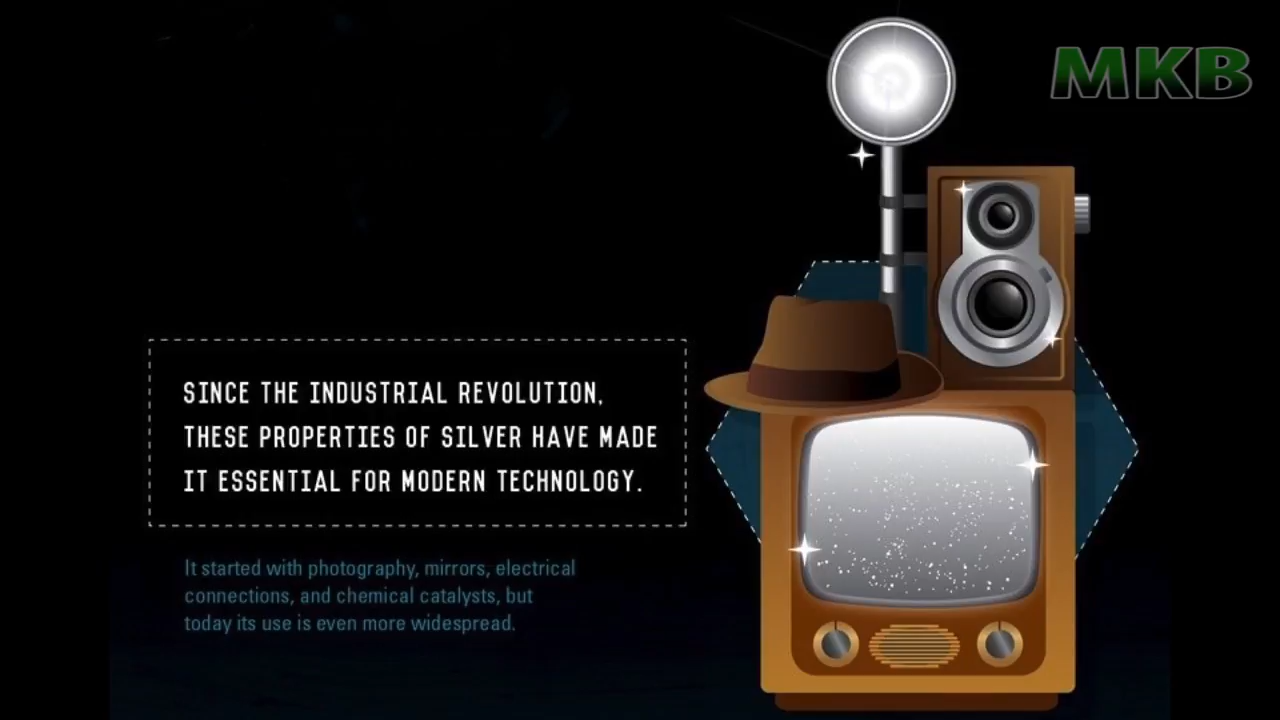 MKB
SINCE THE INDUSTRIAL REVOLUTION,
THESE PROPERTIES OF SILVER HAVE MADE
IT ESSENTIAL FOR MODERN TECHNOLOGY.
It started with photography, mirrors, electrical
connections, and chemical catalysts, but
today its use is even more widespread.